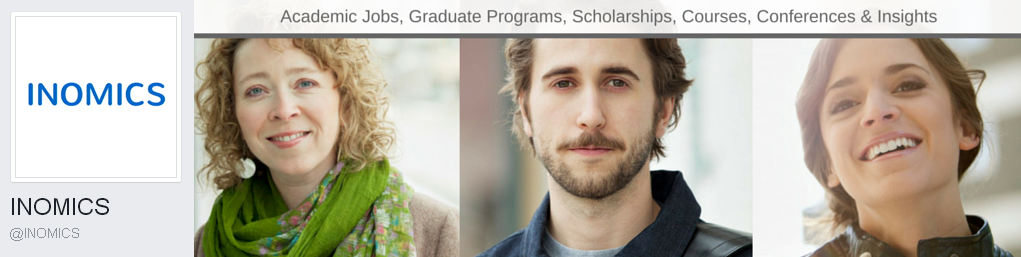 Academic Jobs, Graduate Programs, Scholarships, Courses, Conferences & Insights
INOMICS
INOMICS
@INOMICS